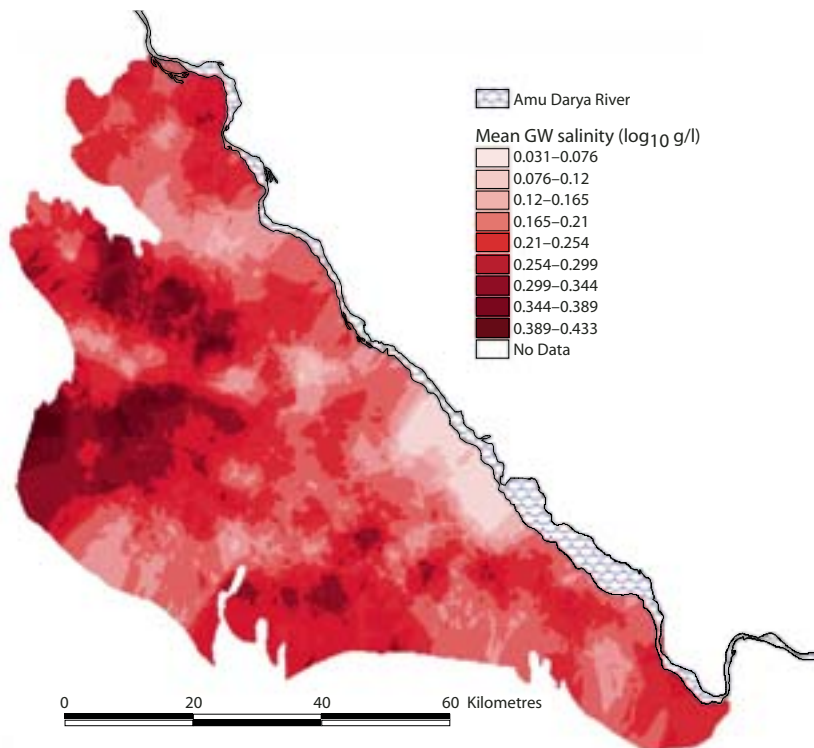 Amu Darya River
Mean GW salinity (log10 g/l)
0.031–0.076
0.076–0.12
0.12–0.165
0.165–0.21
0.21–0.254
0.254–0.299
0.299–0.344
0.344–0.389
0.389–0.433
No Data
0 20 40 60 Kilometres